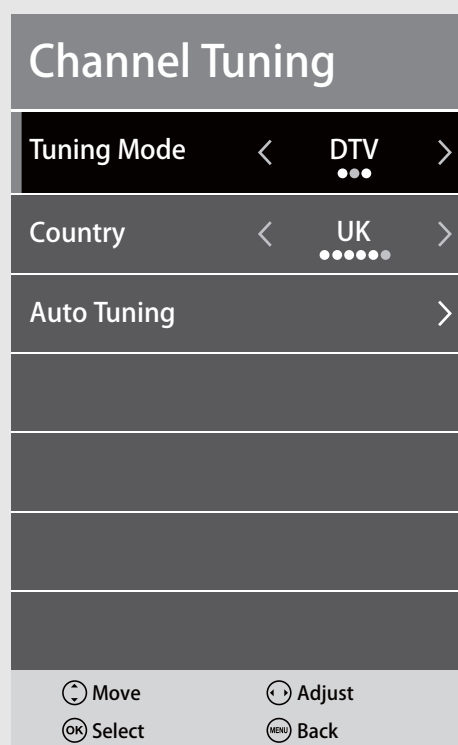 Channel Tuning
Tuning Mode < DTV >
Country < UK >
Auto Tuning >
Move Adjust
OK Select MENU Back